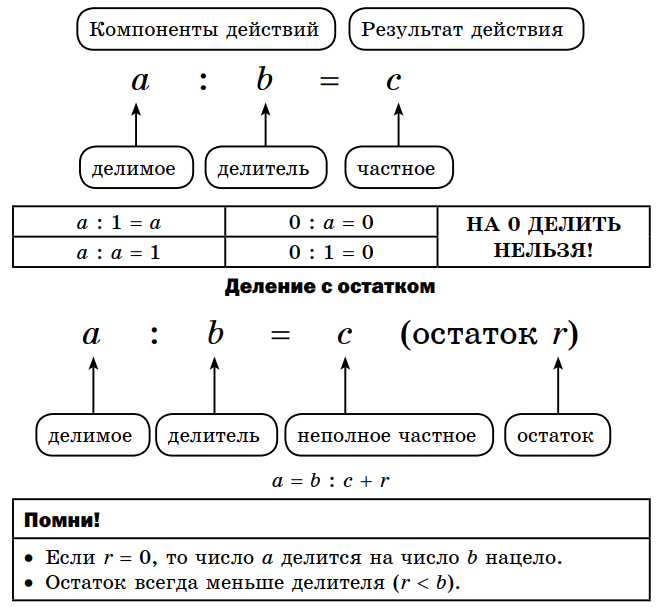 Компоненты действий Результат действия
a : b = c
делимое делитель частное
a : 1 = a 0 : a = 0 НА 0 ДЕЛИТЬ
a : a = 1 0 : 1 = 0 НЕЛЬЗЯ!
Деление с остатком
a : b = c (остаток r)
делимое делитель неполное частное остаток
a = b : c + r
Помни!
• Если r = 0, то число a делится на число b нацело.
• Остаток всегда меньше делителя (r < b).